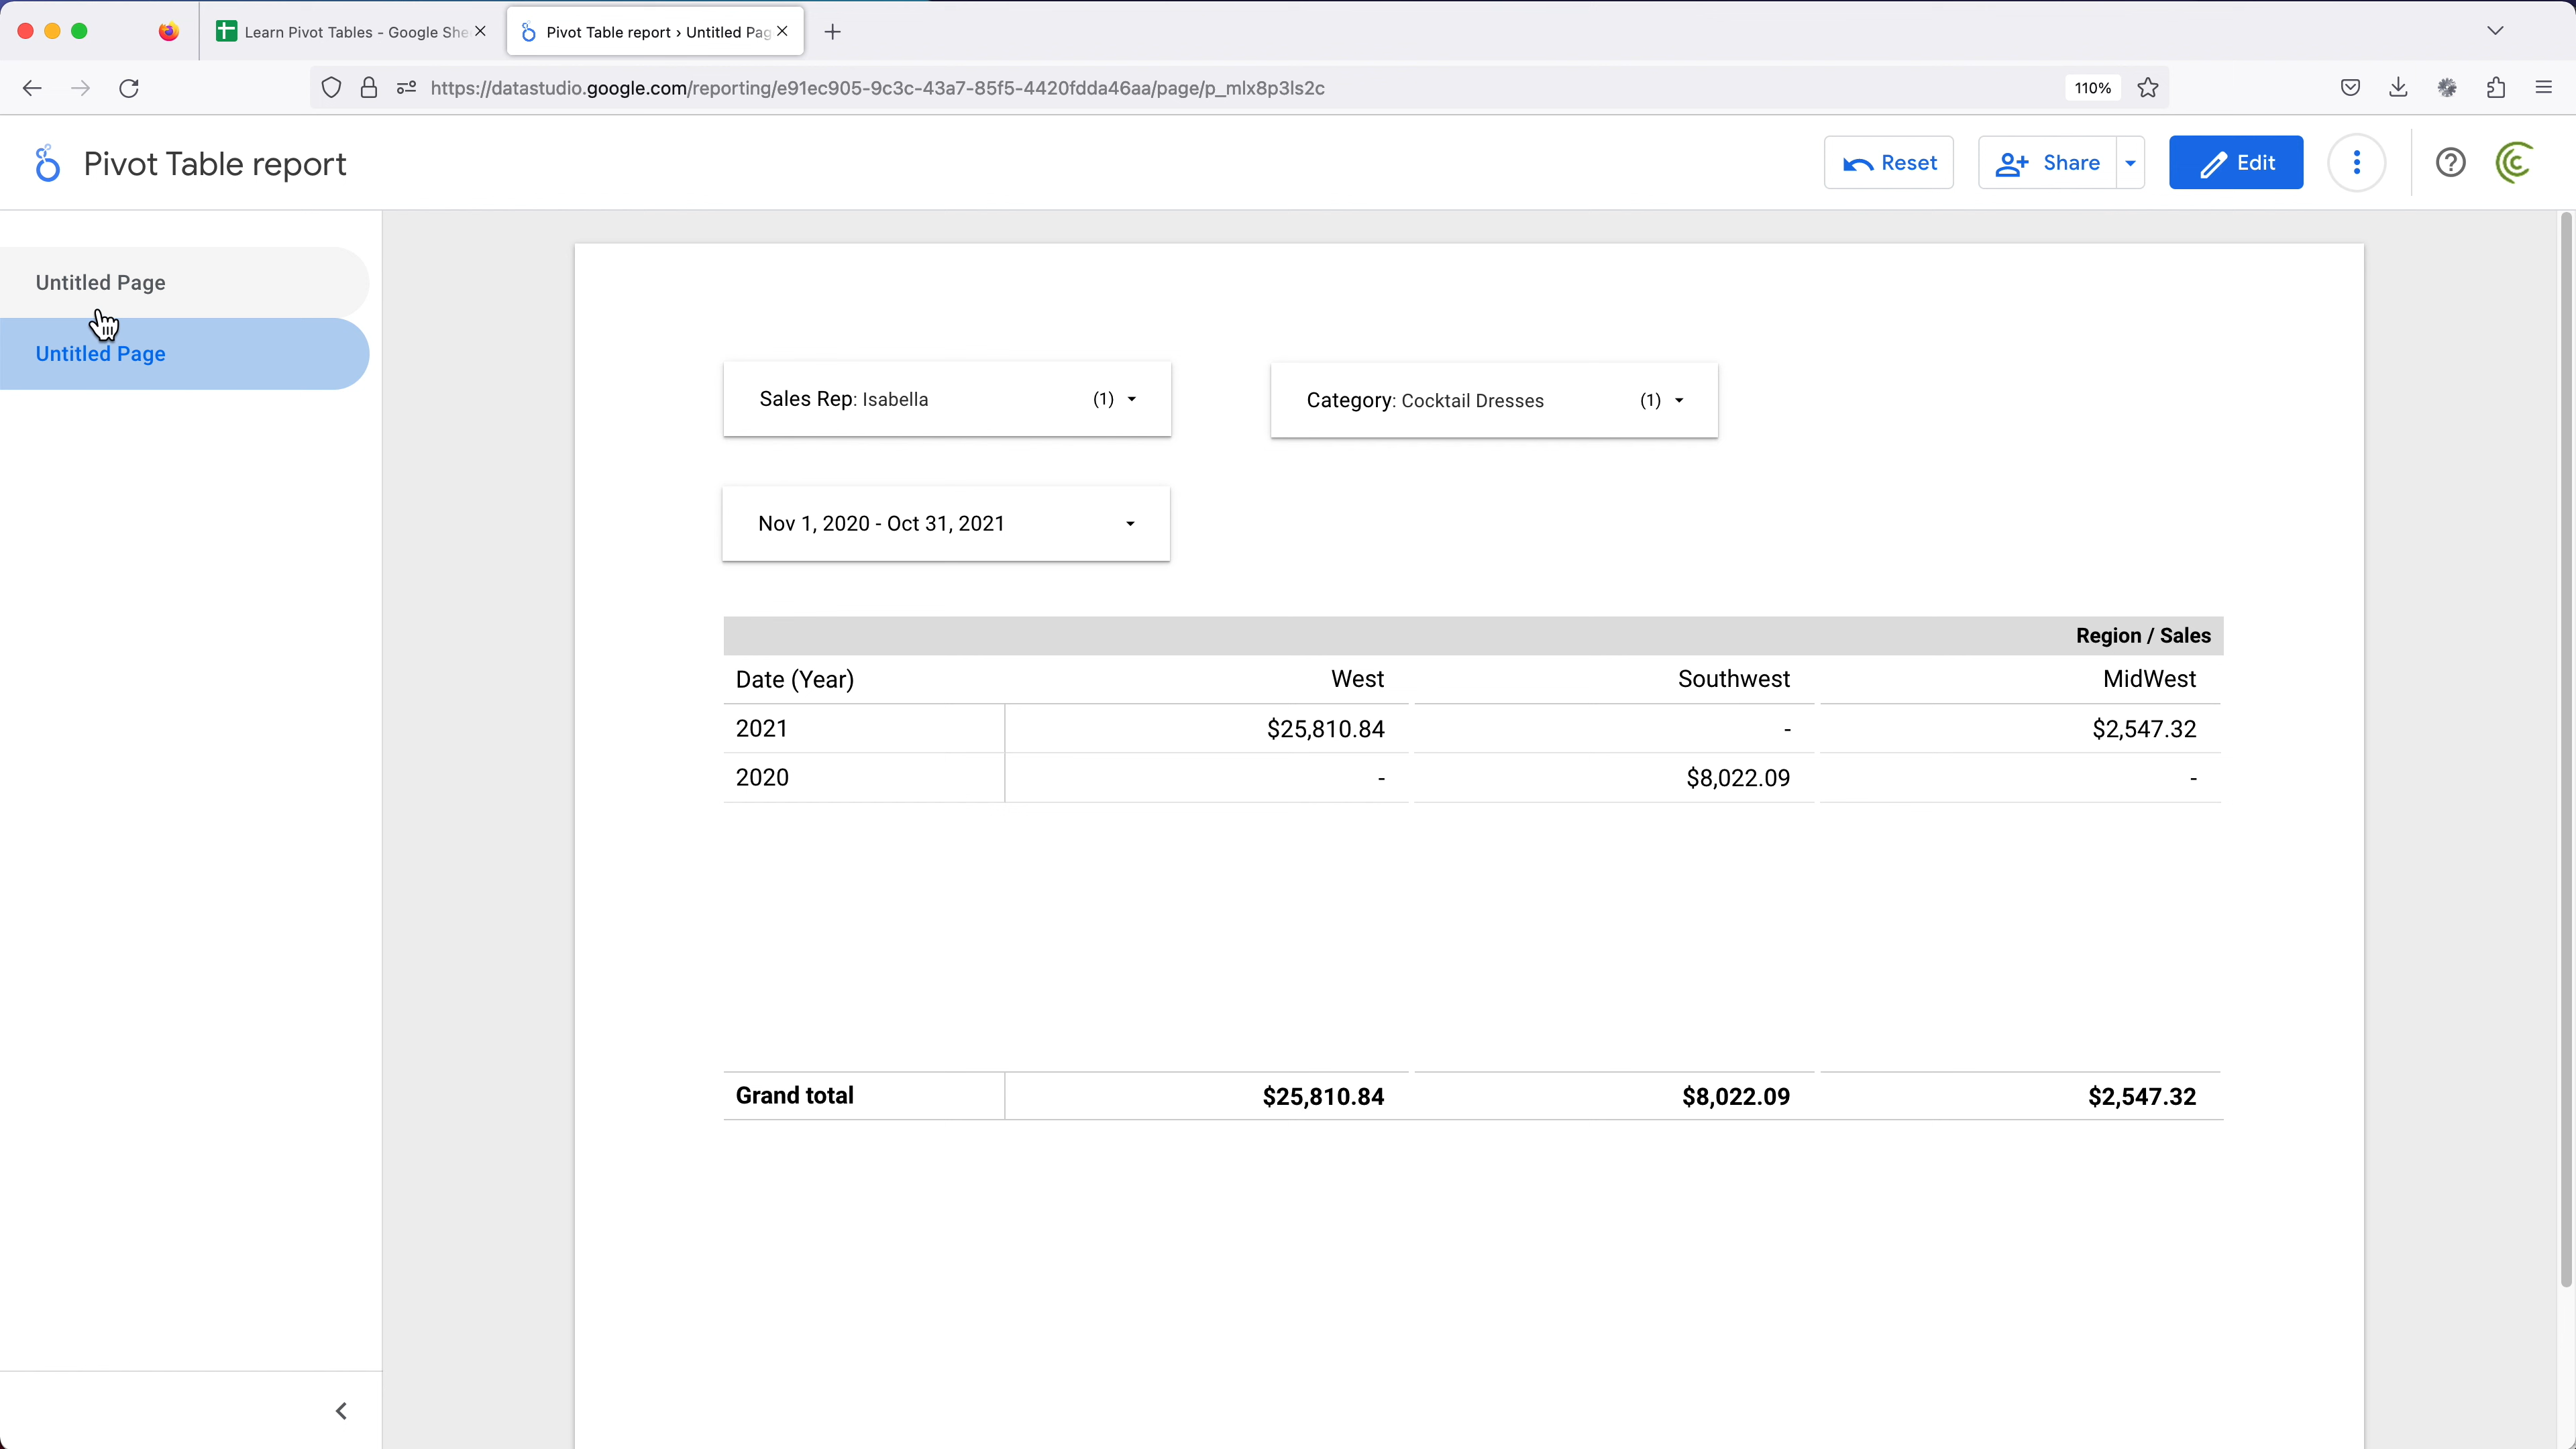 Learn Pivot Tables - Google She
Pivot Table report › Untitled Pag
https://datastudio.google.com/reporting/e91ec905-9c3c-43a7-85f5-4420fdda46aa/page/p_mlx8p3ls2c
110%
Pivot Table report
Reset
Share
Edit
Untitled Page
Untitled Page
Sales Rep: Isabella (1)
Category: Cocktail Dresses (1)
Nov 1, 2020 - Oct 31, 2021
Region / Sales
Date (Year) West Southwest MidWest
2021 $25,810.84 - $2,547.32
2020 - $8,022.09 -
Grand total $25,810.84 $8,022.09 $2,547.32